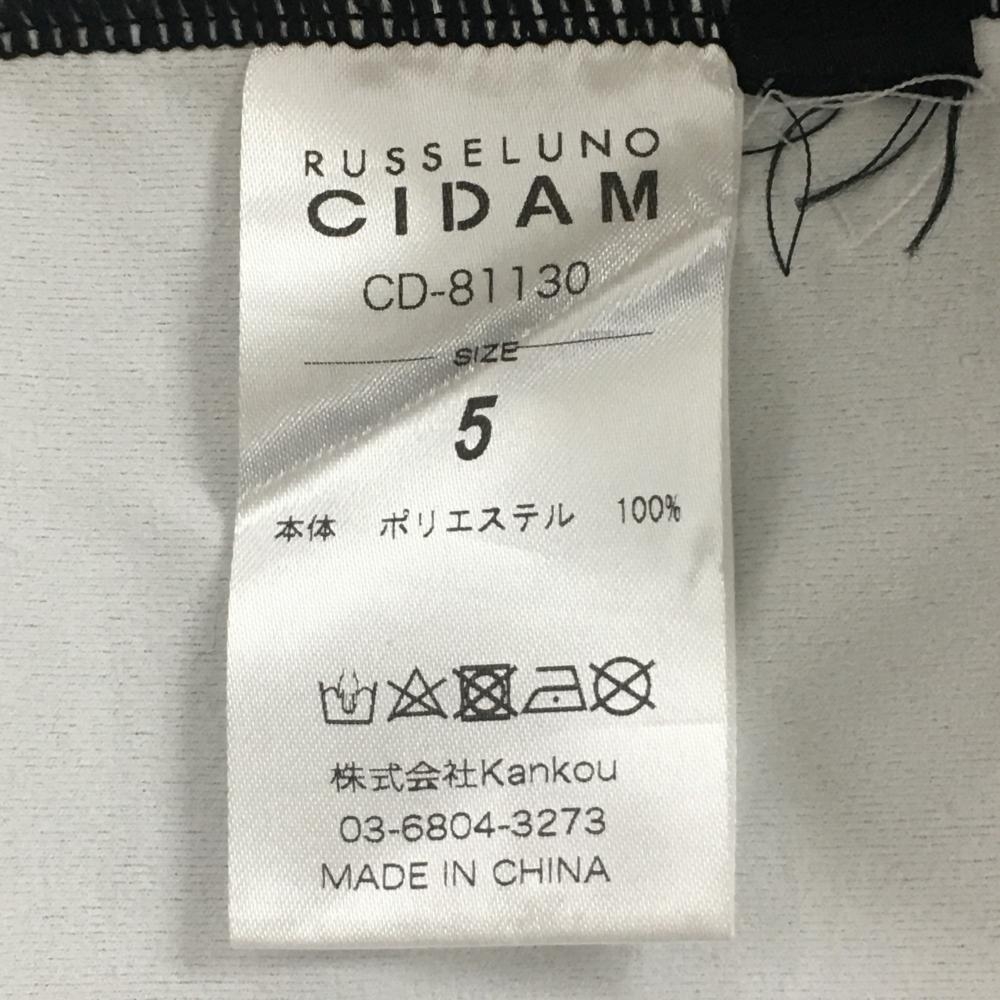 RUSSELUNO
CIDAM
CD-81130
SIZE
5
本体 ポリエステル 100%
株式会社Kankou
03-6804-3273
MADE IN CHINA